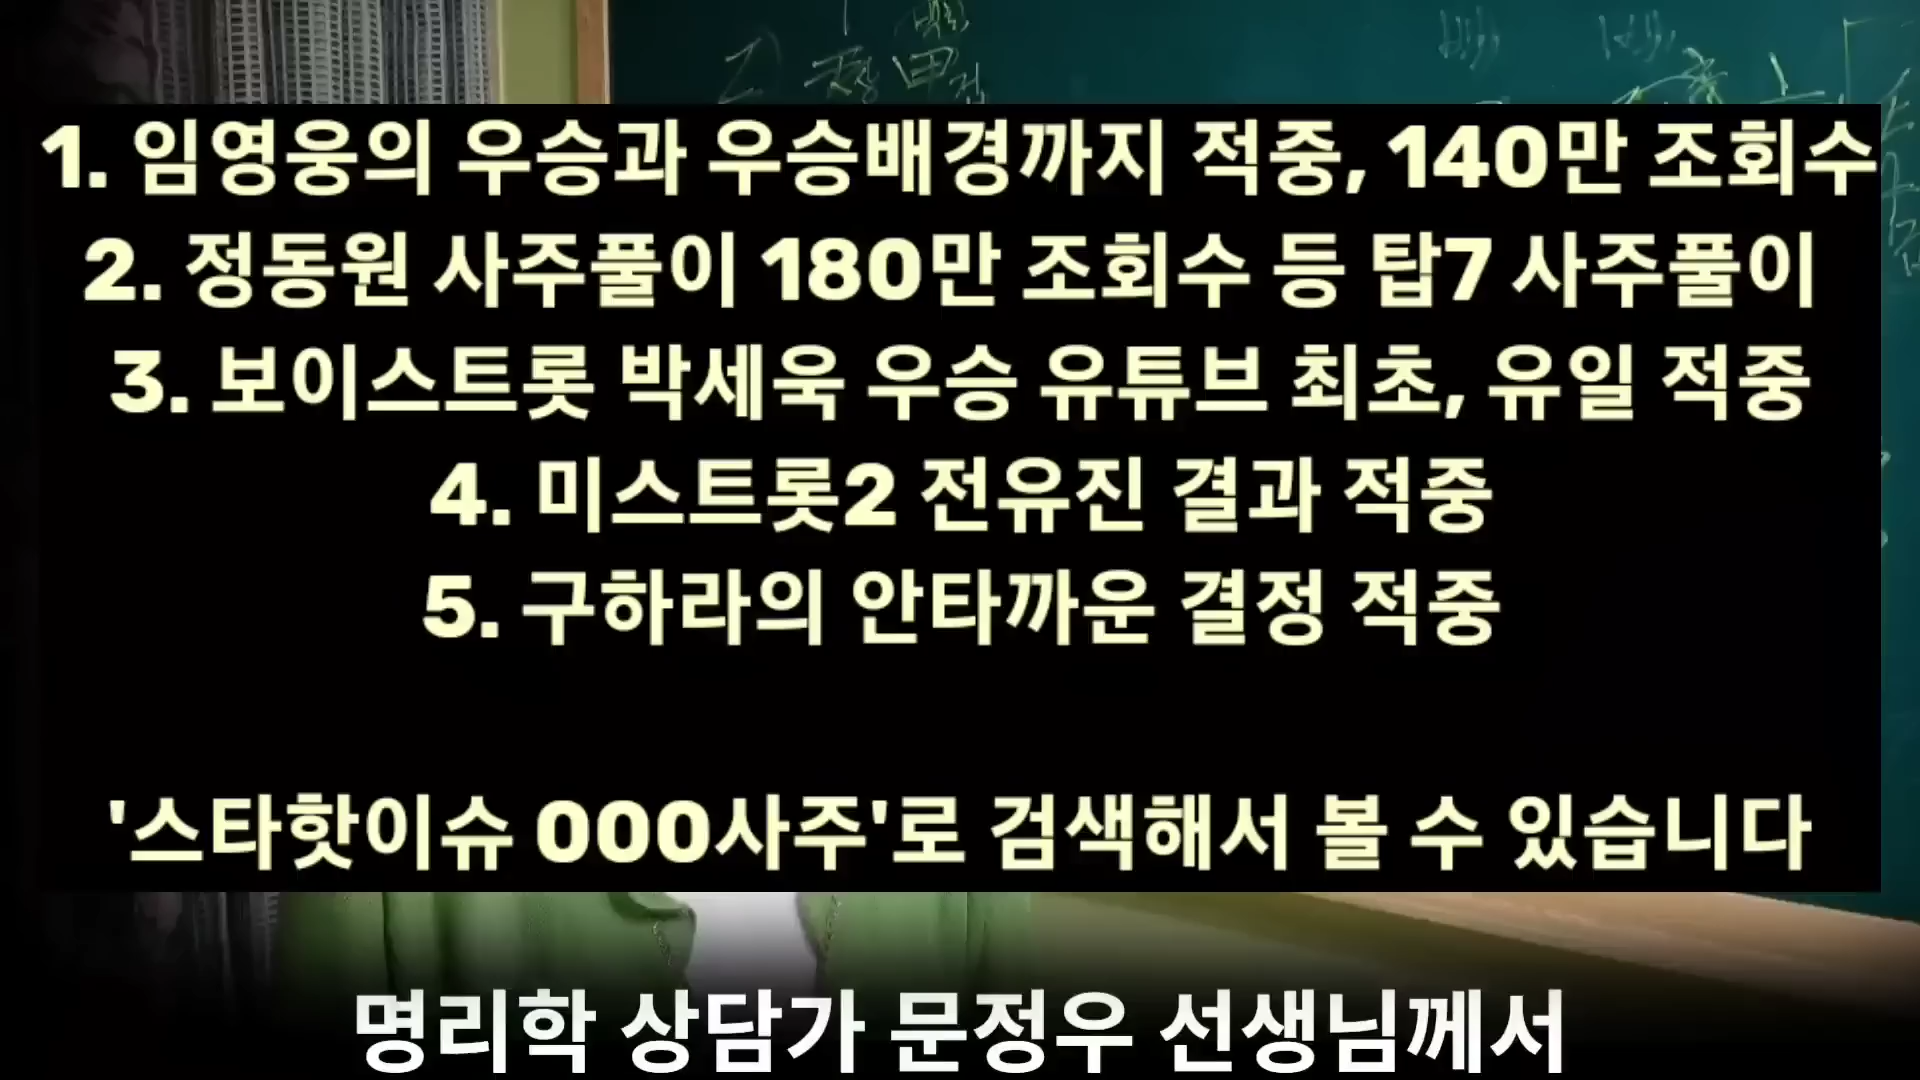 1. 임영웅의 우승과 우승배경까지 적중, 140만 조회수
2. 정동원 사주풀이 180만 조회수 등 탑7 사주풀이
3. 보이스트롯 박세욱 우승 유튜브 최초, 유일 적중
4. 미스트롯2 전유진 결과 적중
5. 구하라의 안타까운 결정 적중
'스타핫이슈 000사주'로 검색해서 볼 수 있습니다
명리학 상담가 문정우 선생님께서